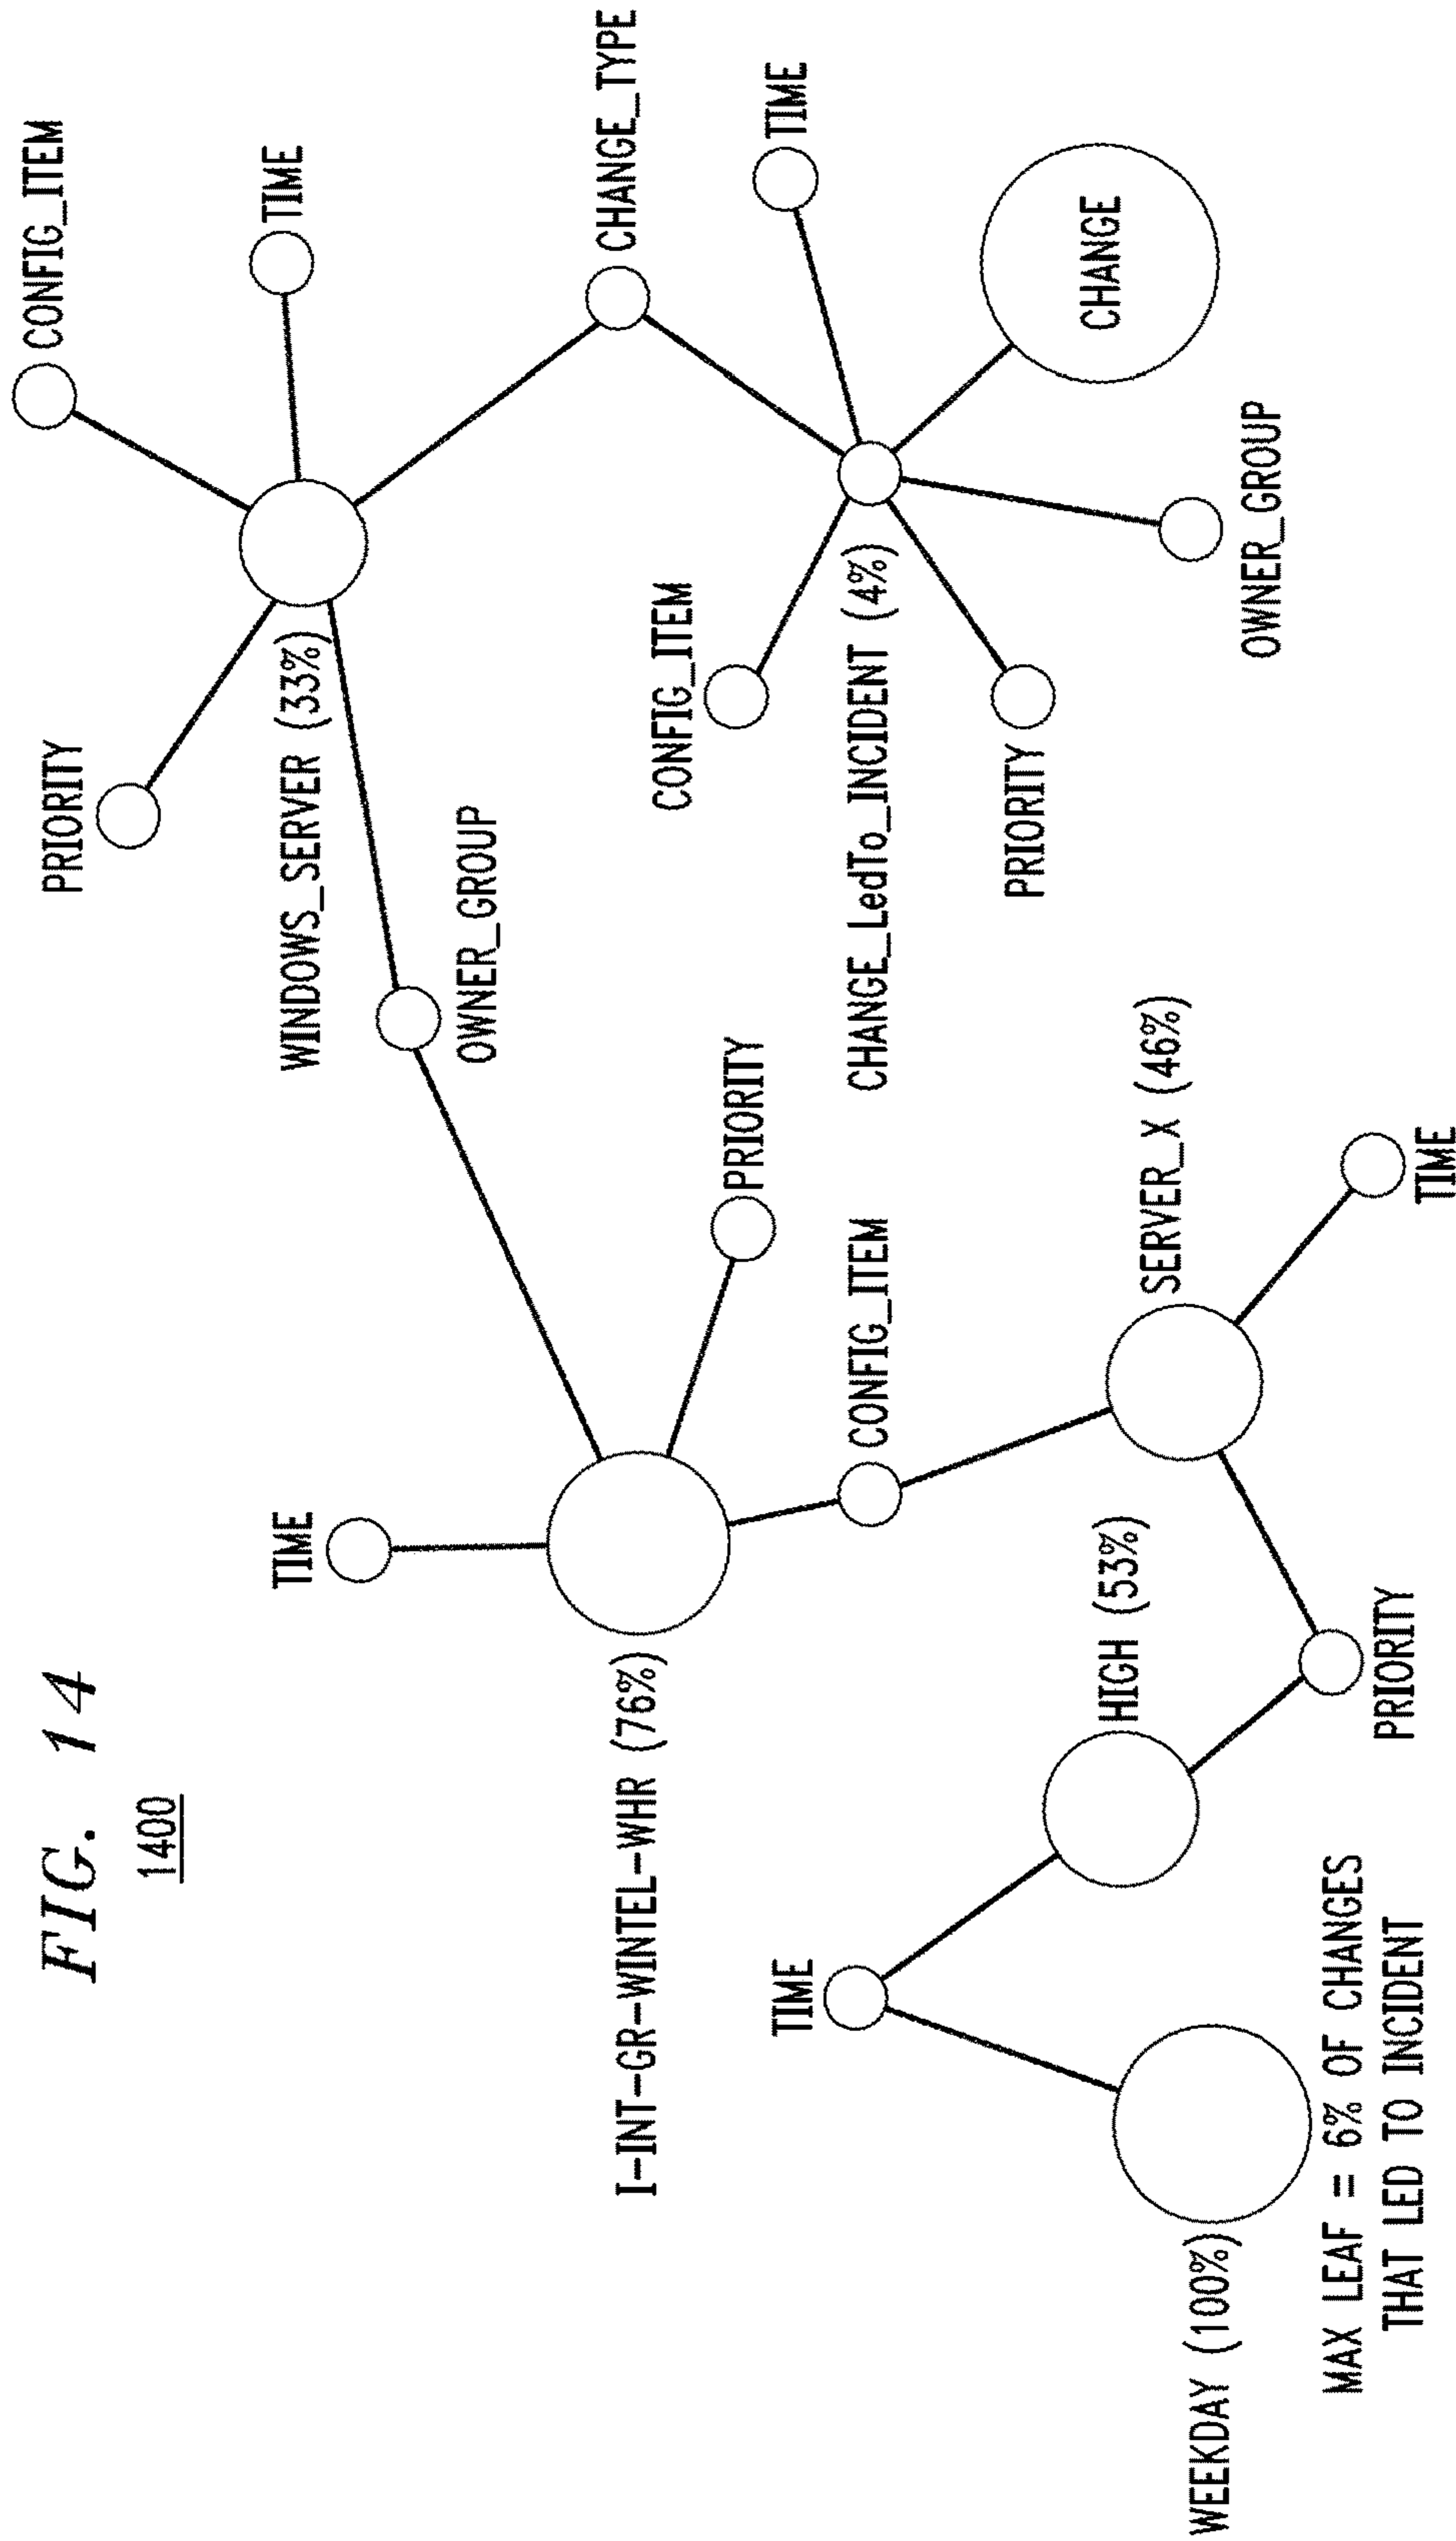 FIG. 14
1400
CONFIG_ITEM
PRIORITY
TIME
WINDOWS_SERVER (33%)
TIME
OWNER_GROUP
CHANGE_TYPE
I-INT-GR-WINTEL-WHR (76%)
CONFIG_ITEM
PRIORITY
TIME
TIME
CONFIG_ITEM
CHANGE_LedTo_INCIDENT (4%)
PRIORITY
CHANGE
HIGH (53%)
SERVER_X (46%)
OWNER_GROUP
WEEKDAY (100%)
PRIORITY
TIME
MAX LEAF = 6% OF CHANGES
THAT LED TO INCIDENT